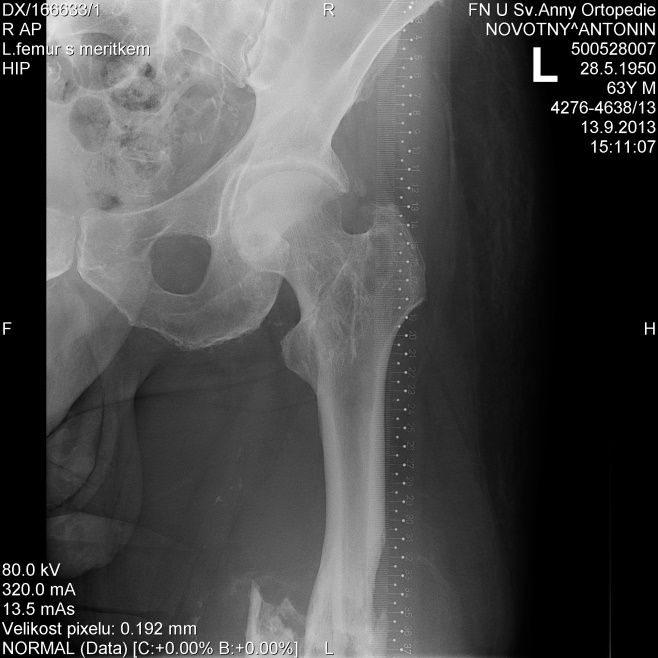 DX/166633/1
R AP
L.femur s meritkem
HIP
R
FN U Sv.Anny Ortopedie
NOVOTNY^ANTONIN
500528007
28.5.1950
63Y M
4276-4638/13
13.9.2013
15:11:07
L
F
H
80.0 kV
320.0 mA
13.5 mAs
Velikost pixelu: 0.192 mm
NORMAL (Data) [C:+0.00% B:+0.00%]
L